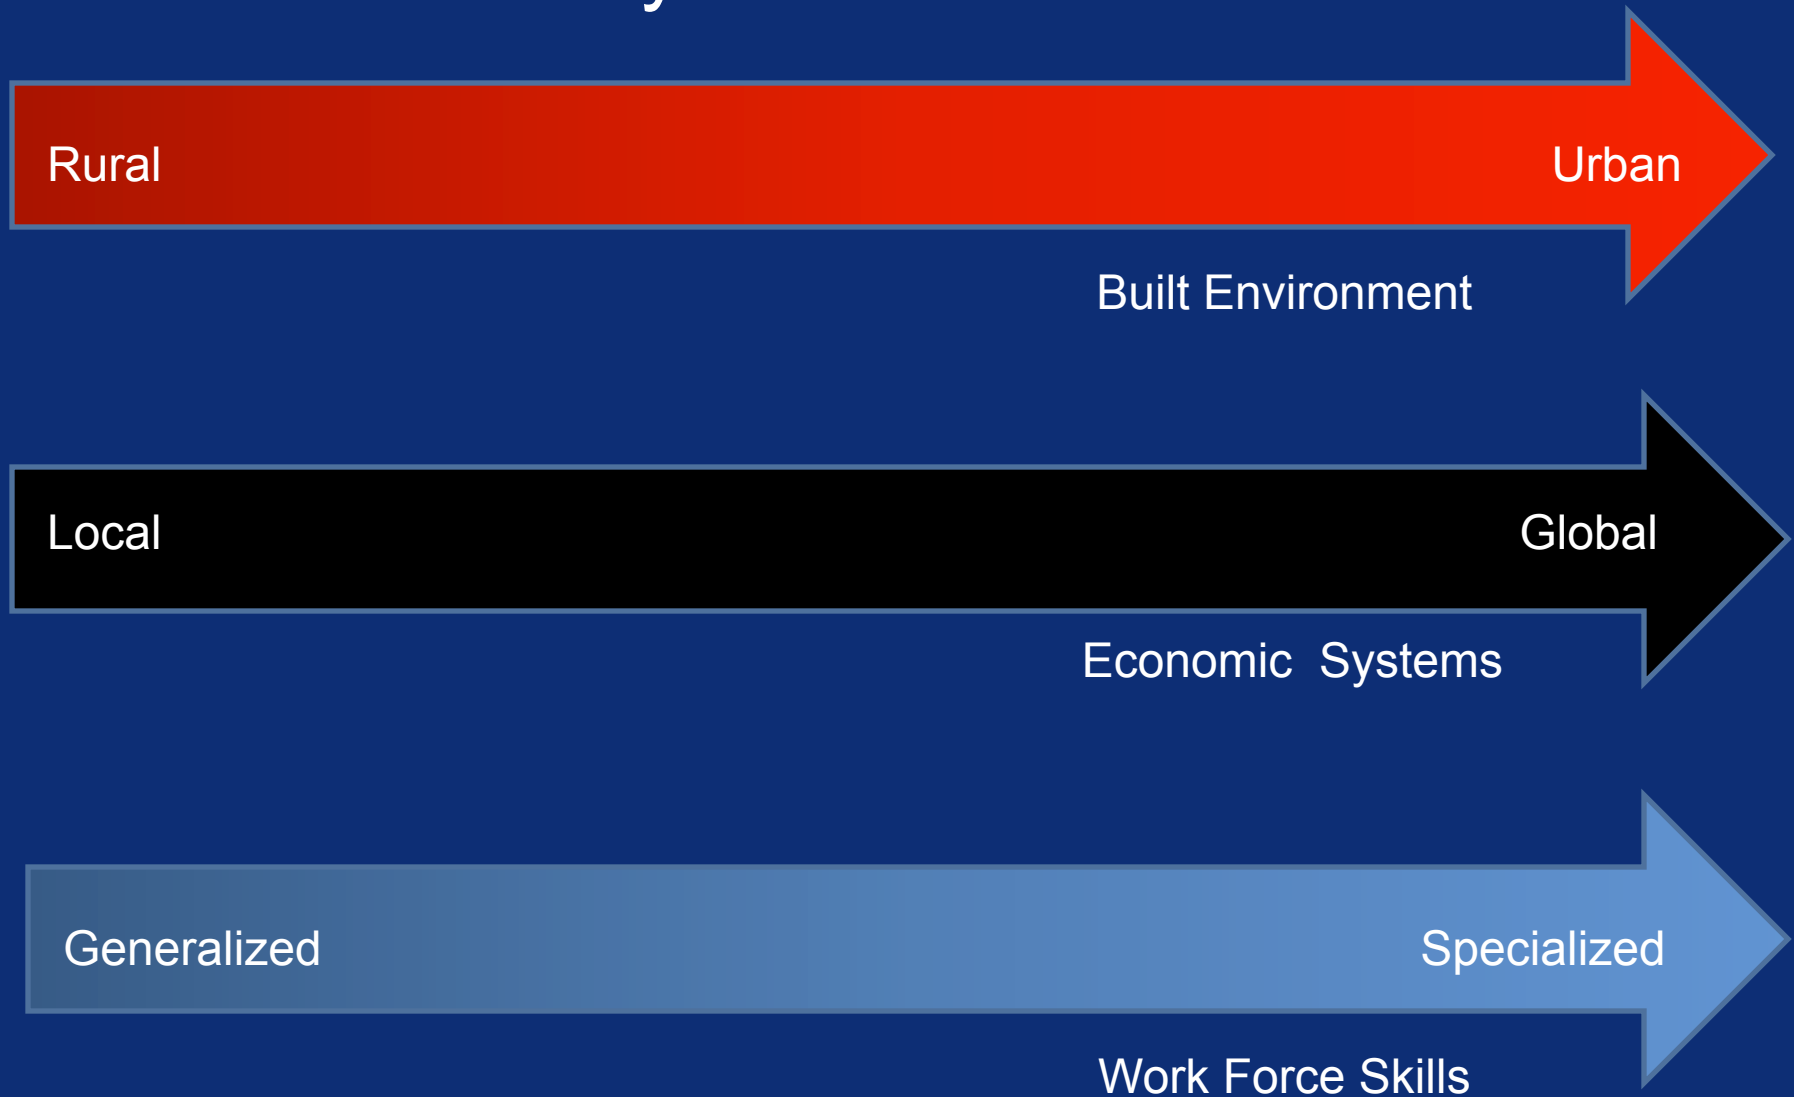 Rural Urban
Built Environment
Local Global
Economic Systems
Generalized Specialized
Work Force Skills